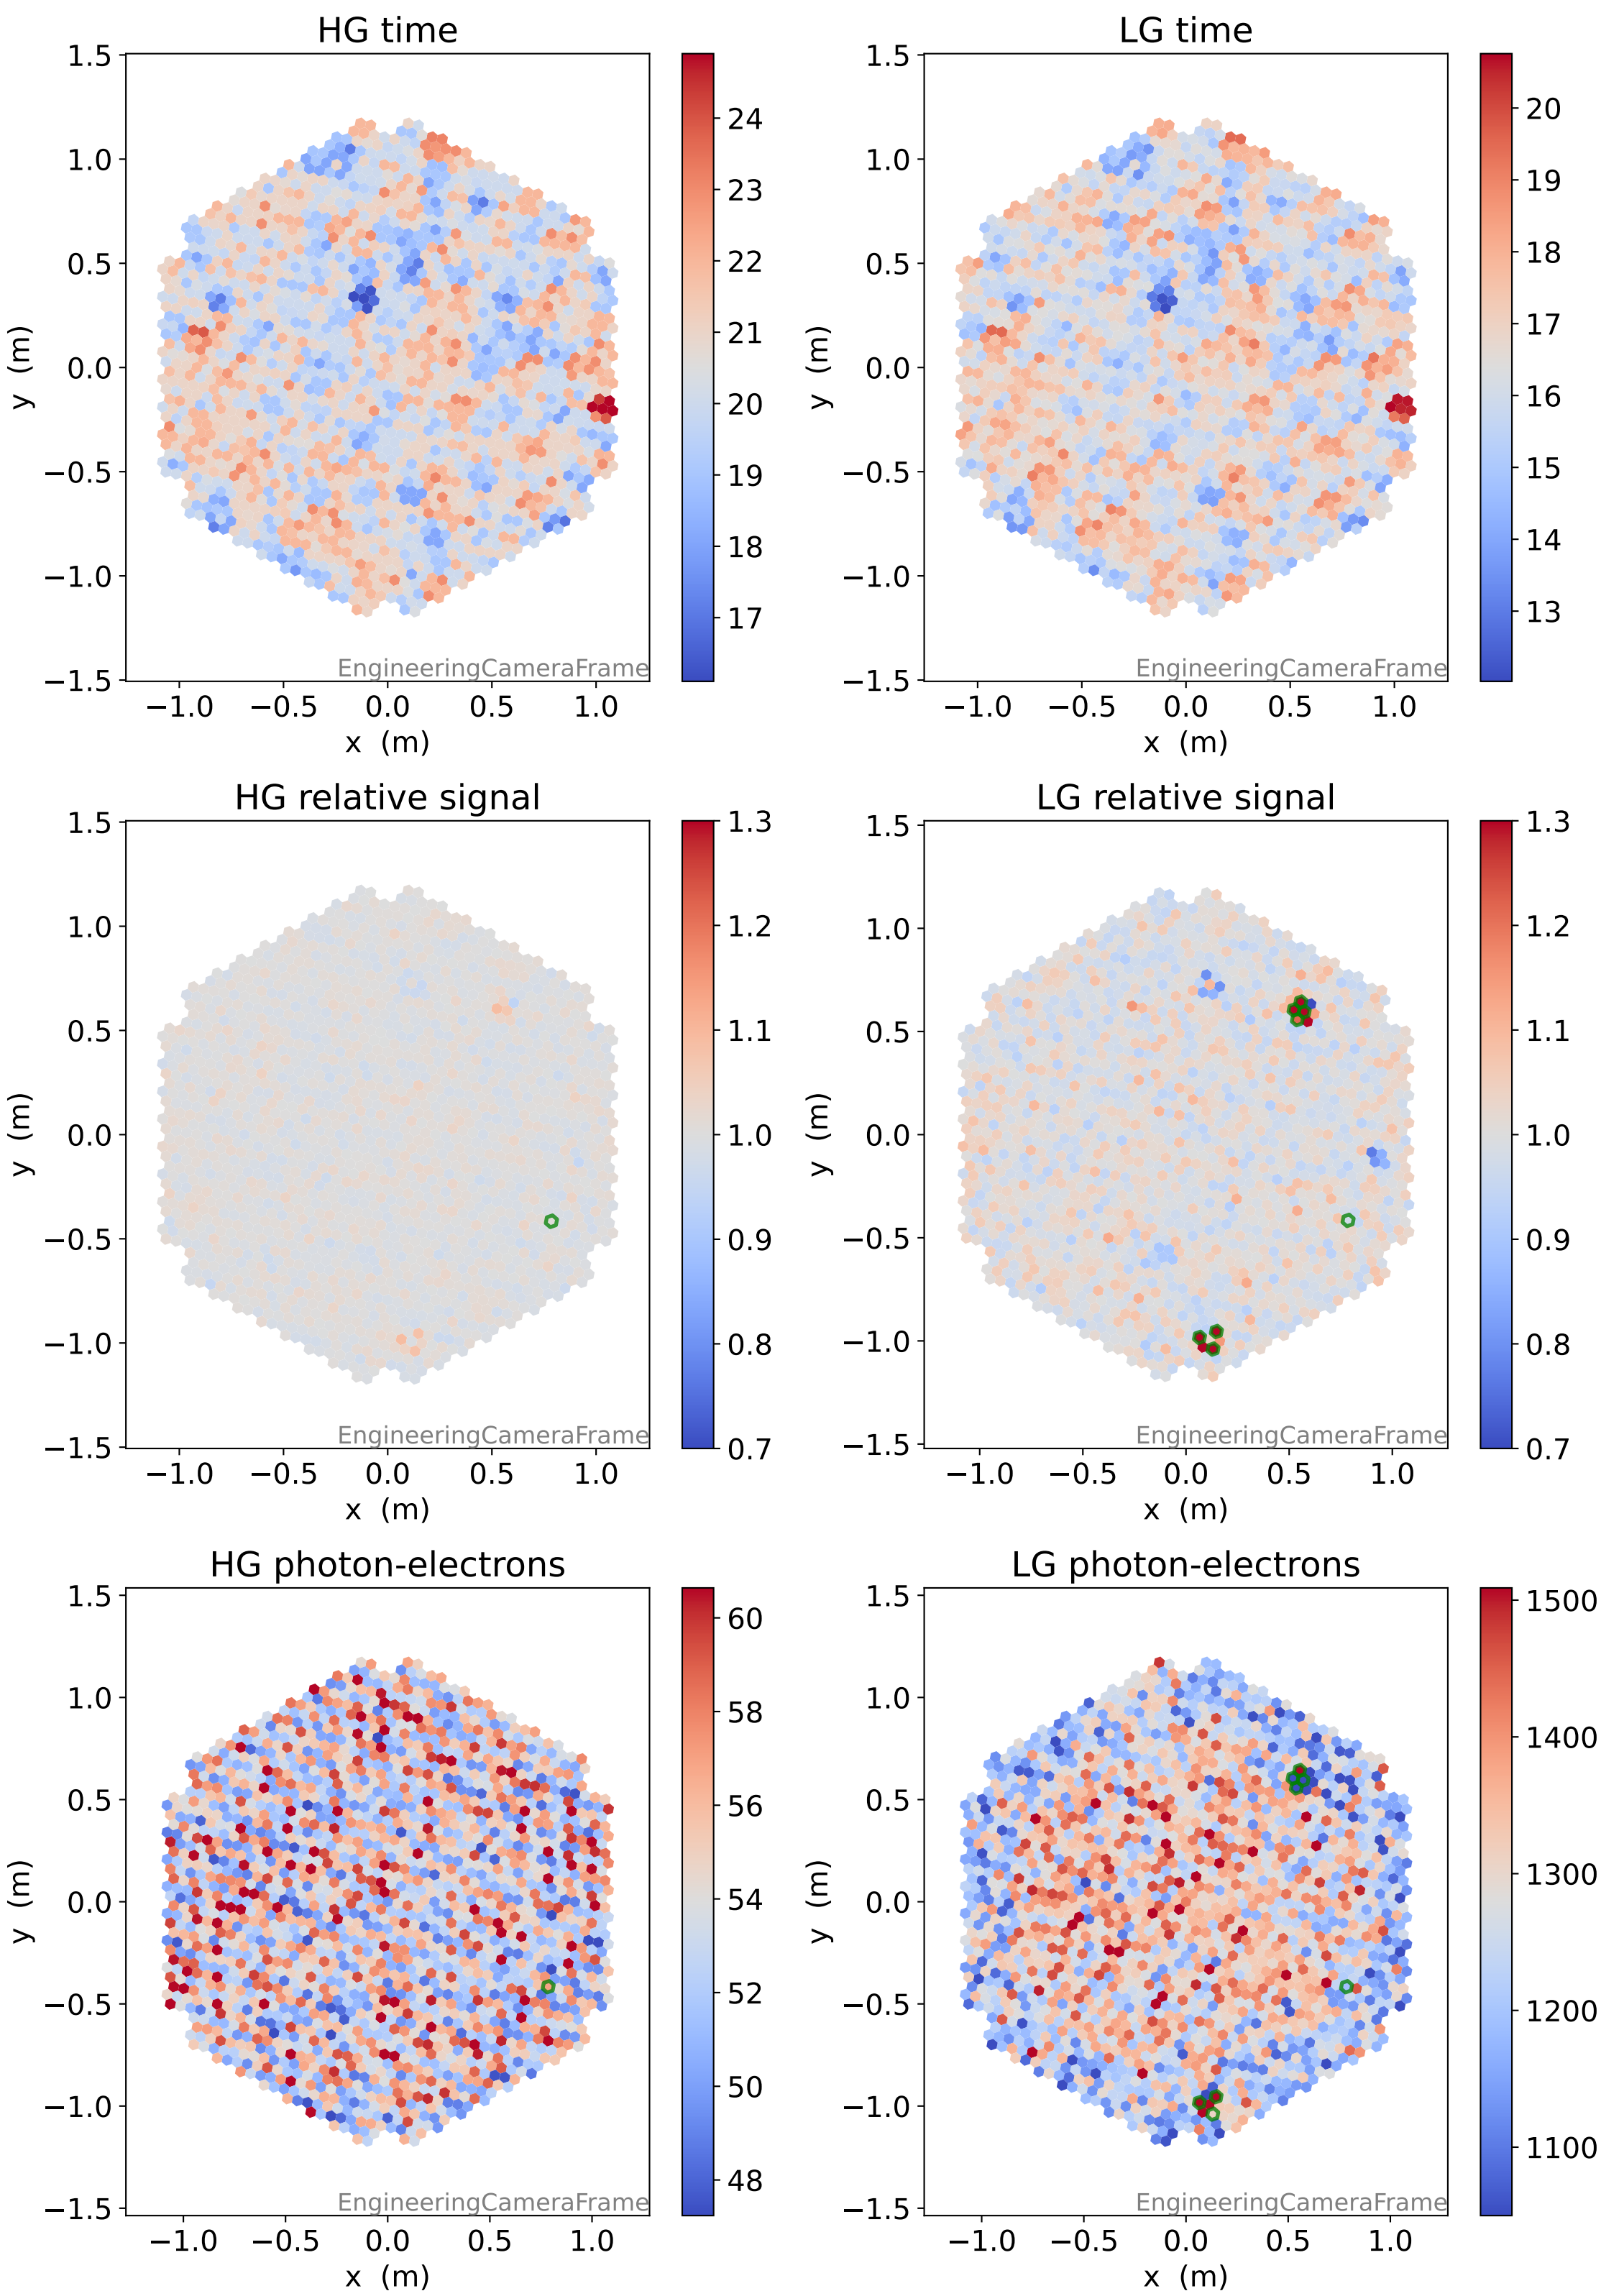 HG time
LG time
1.5
1.0
0.5
0.0
−0.5
−1.0
−1.5
y (m)
−1.0 −0.5 0.0 0.5 1.0
x (m)
EngineeringCameraFrame
24
23
22
21
20
19
18
17
1.5
1.0
0.5
0.0
−0.5
−1.0
−1.5
y (m)
−1.0 −0.5 0.0 0.5 1.0
x (m)
EngineeringCameraFrame
20
19
18
17
16
15
14
13
HG relative signal
LG relative signal
1.5
1.0
0.5
0.0
−0.5
−1.0
−1.5
y (m)
−1.0 −0.5 0.0 0.5 1.0
x (m)
EngineeringCameraFrame
1.3
1.2
1.1
1.0
0.9
0.8
0.7
1.5
1.0
0.5
0.0
−0.5
−1.0
−1.5
y (m)
−1.0 −0.5 0.0 0.5 1.0
x (m)
EngineeringCameraFrame
1.3
1.2
1.1
1.0
0.9
0.8
0.7
HG photon-electrons
LG photon-electrons
1.5
1.0
0.5
0.0
−0.5
−1.0
−1.5
y (m)
−1.0 −0.5 0.0 0.5 1.0
x (m)
EngineeringCameraFrame
60
58
56
54
52
50
48
1.5
1.0
0.5
0.0
−0.5
−1.0
−1.5
y (m)
−1.0 −0.5 0.0 0.5 1.0
x (m)
EngineeringCameraFrame
1500
1400
1300
1200
1100